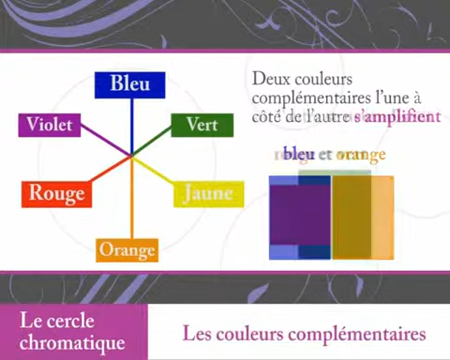 Bleu
Violet
Vert
Rouge
Jaune
Orange
Deux couleurs
complémentaires l'une à
côté de l'autre s'amplifient
bleu et orange
Le cercle
chromatique
Les couleurs complémentaires